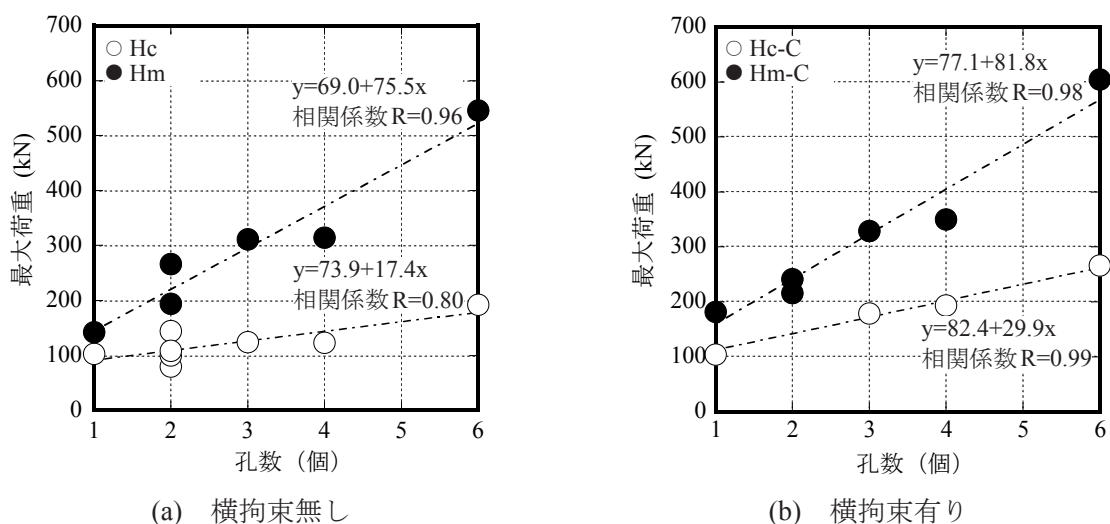 700
600
500
400
300
200
100
0
1 2 3 4 5 6
最大荷重 (kN)
孔数（個）
Hc
Hm
y=69.0+75.5x
相関係数R=0.96
y=73.9+17.4x
相関係数R=0.80
(a) 横拘束無し
700
600
500
400
300
200
100
0
1 2 3 4 5 6
最大荷重 (kN)
孔数（個）
Hc-C
Hm-C
y=77.1+81.8x
相関係数R=0.98
y=82.4+29.9x
相関係数R=0.99
(b) 横拘束有り